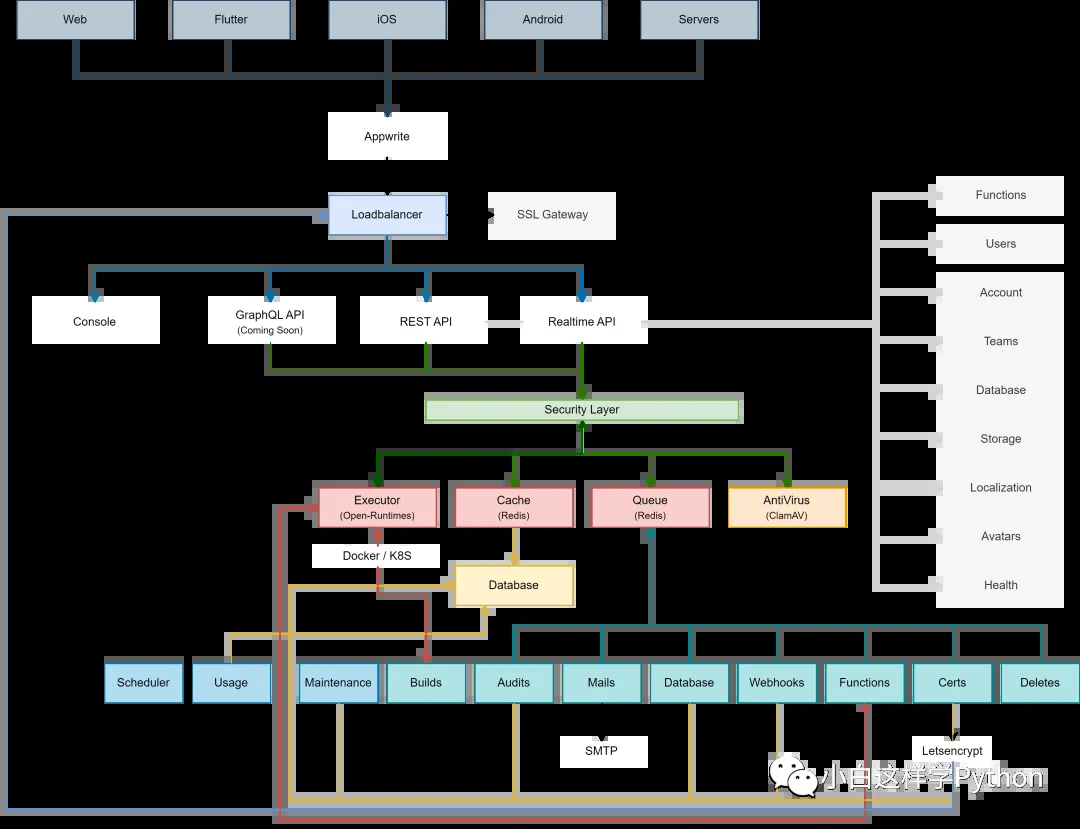 Web
Flutter
iOS
Android
Servers
Appwrite
Loadbalancer
SSL Gateway
Functions
Users
Account
Teams
Database
Storage
Localization
Avatars
Health
Console
GraphQL API
(Coming Soon)
REST API
Realtime API
Security Layer
Executor
(Open-Runtimes)
Cache
(Redis)
Queue
(Redis)
AntiVirus
(ClamAV)
Docker / K8S
Database
Scheduler
Usage
Maintenance
Builds
Audits
Mails
Database
Webhooks
Functions
Certs
Deletes
SMTP
Letsencrypt
小白这样学Python